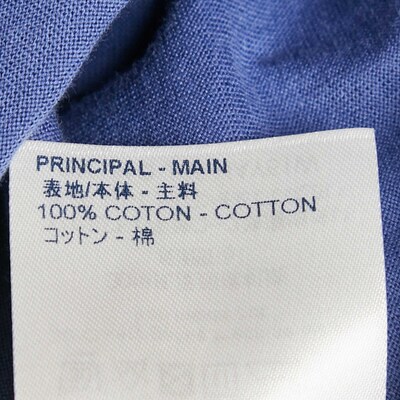 PRINCIPAL - MAIN
表地/本体 - 主料
100% COTON - COTTON
コットン - 棉